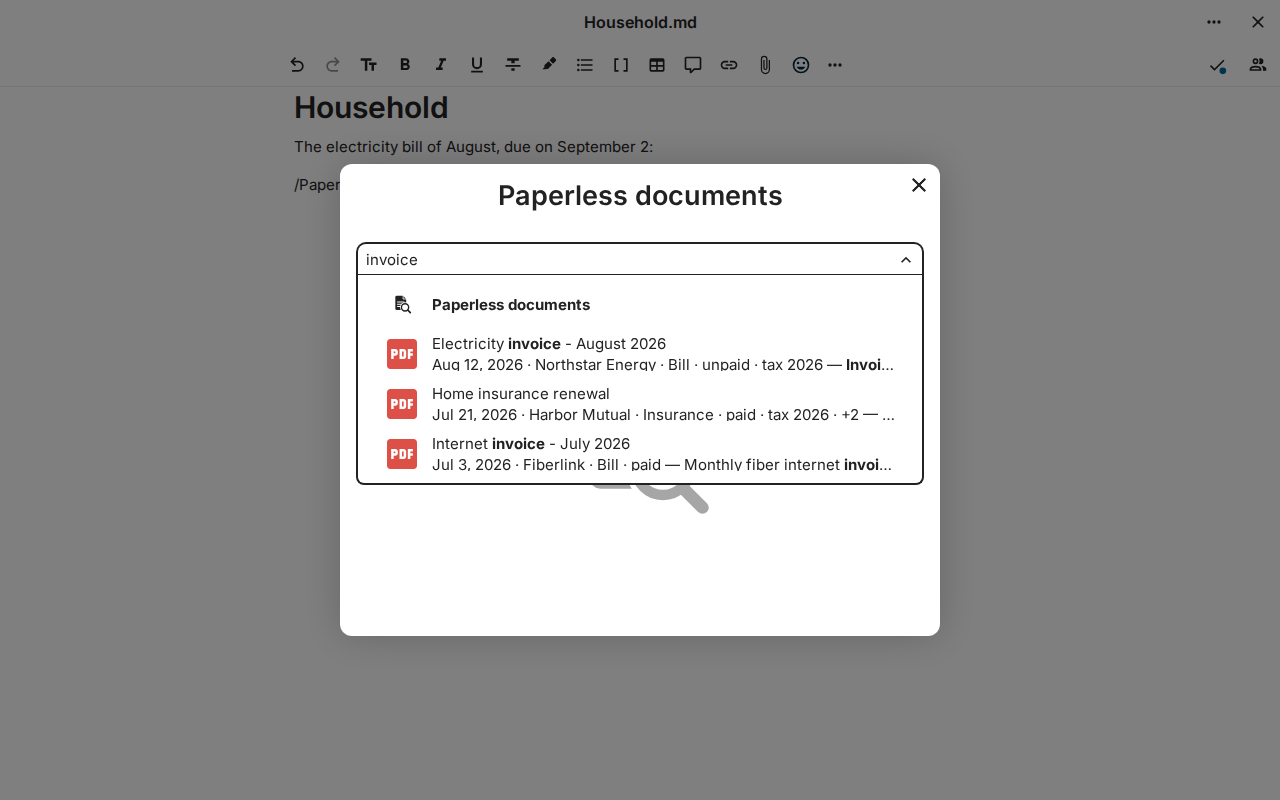 Household.md
Household
The electricity bill of August, due on September 2:
/Paper
Paperless documents
invoice
Paperless documents
PDF
Electricity invoice - August 2026
Aug 12, 2026 · Northstar Energy · Bill · unpaid · tax 2026 — Invoi...
PDF
Home insurance renewal
Jul 21, 2026 · Harbor Mutual · Insurance · paid · tax 2026 · +2 — ...
PDF
Internet invoice - July 2026
Jul 3, 2026 · Fiberlink · Bill · paid — Monthly fiber internet invoi...